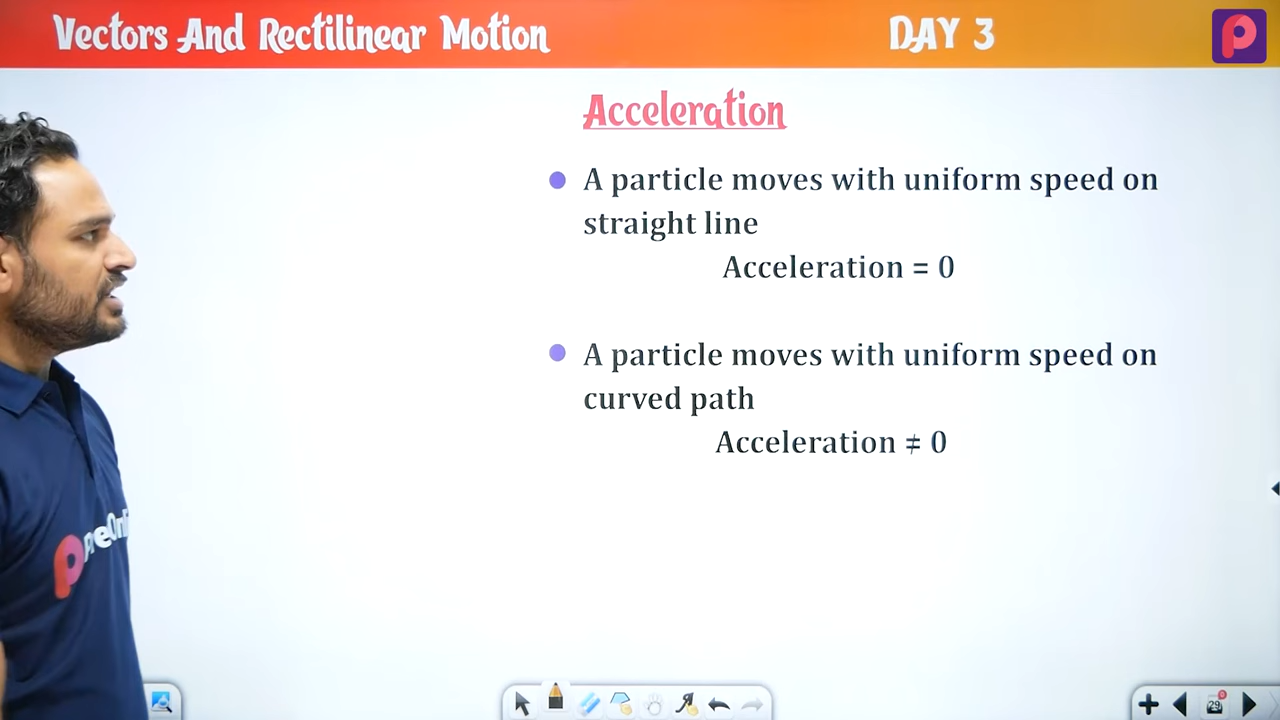 Vectors And Rectilinear Motion
DAY 3
Acceleration
A particle moves with uniform speed on
straight line
Acceleration = 0
A particle moves with uniform speed on
curved path
Acceleration ≠ 0
29